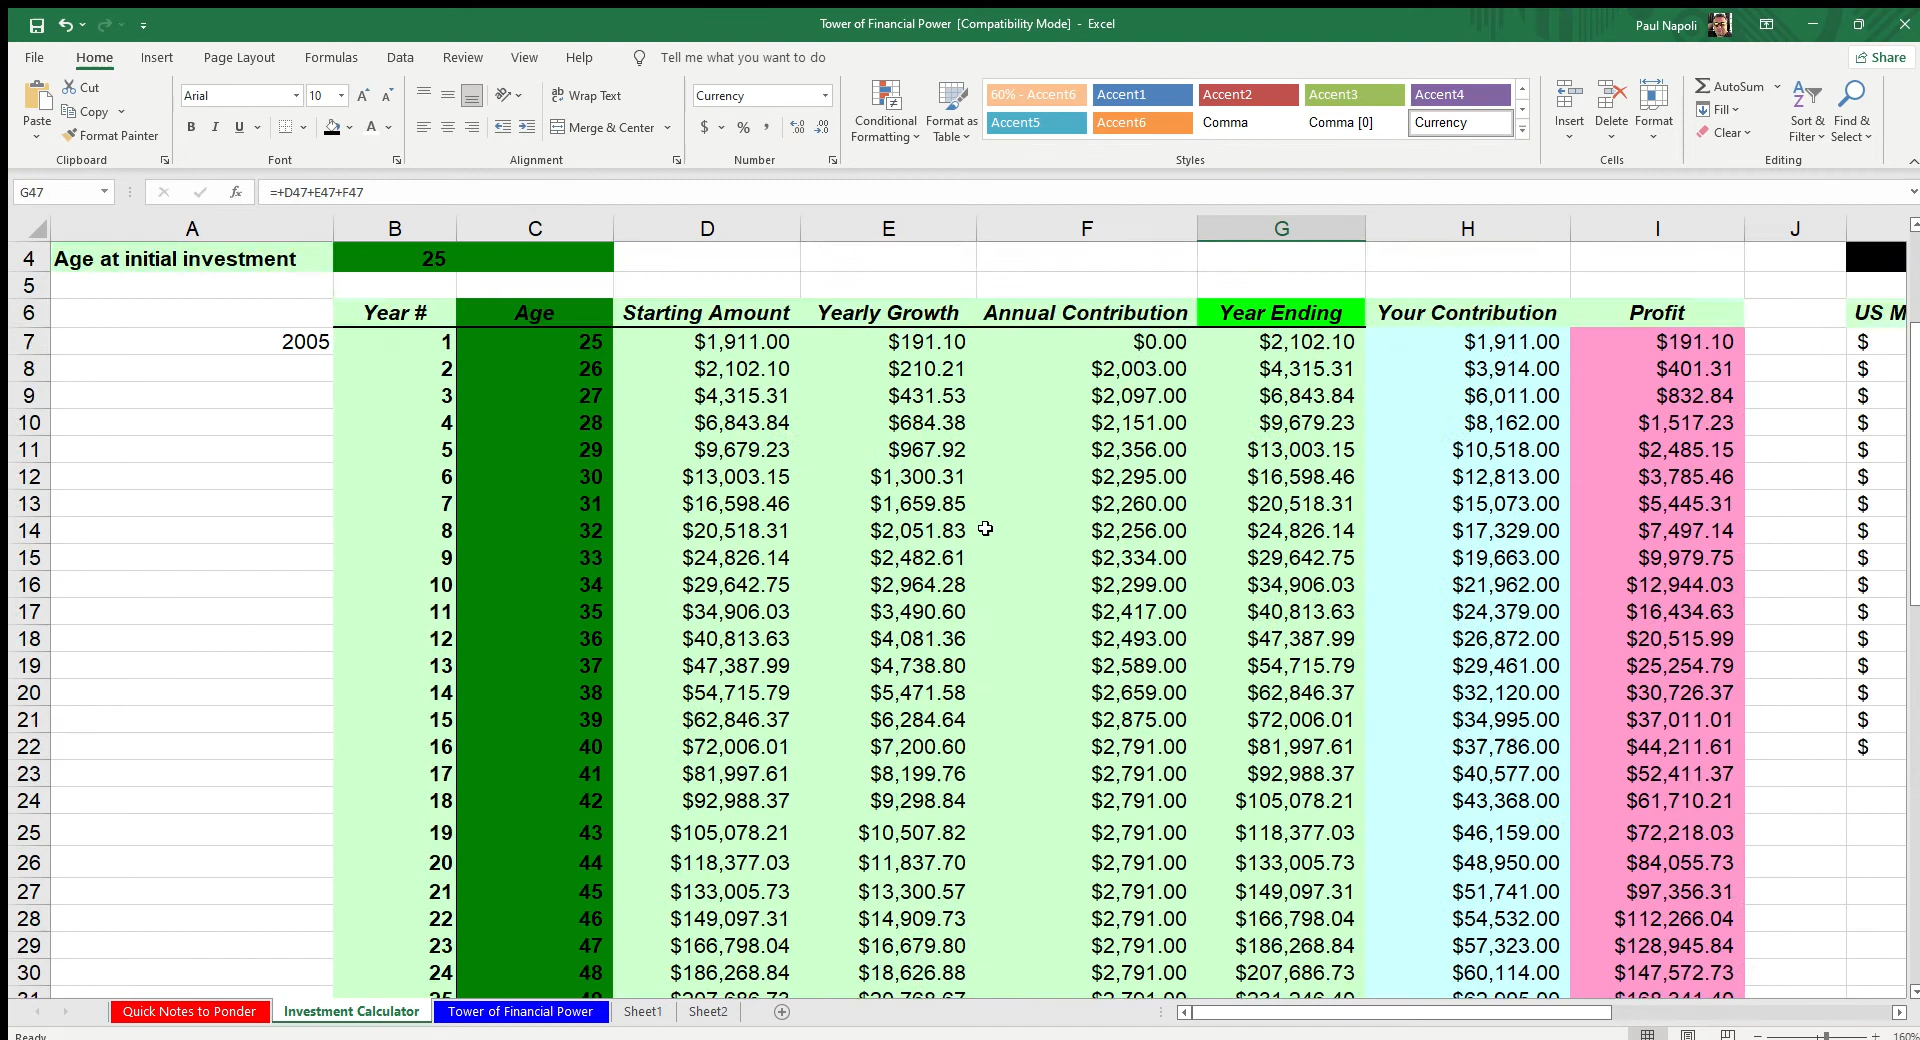 Tower of Financial Power  [Compatibility Mode]  -  Excel
Paul Napoli
File Home Insert Page Layout Formulas Data Review View Help Tell me what you want to do Share
Paste
Cut
Copy
Format Painter
Clipboard
Arial 10
B I U
Font
Wrap Text
Merge & Center
Alignment
Currency
$ % ,
Number
Conditional Formatting
Format as Table
60% - Accent6 Accent1 Accent2 Accent3 Accent4
Accent5 Accent6 Comma Comma [0] Currency
Styles
Insert Delete Format
Cells
AutoSum
Fill
Clear
Sort & Filter
Find & Select
Editing
G47 fx =+D47+E47+F47
A B C D E F G H I J
4 Age at initial investment 25
5
6 Year # Age Starting Amount Yearly Growth Annual Contribution Year Ending Your Contribution Profit US M
7 2005 1 25 $1,911.00 $191.10 $0.00 $2,102.10 $1,911.00 $191.10 $
8 2 26 $2,102.10 $210.21 $2,003.00 $4,315.31 $3,914.00 $401.31 $
9 3 27 $4,315.31 $431.53 $2,097.00 $6,843.84 $6,011.00 $832.84 $
10 4 28 $6,843.84 $684.38 $2,151.00 $9,679.23 $8,162.00 $1,517.23 $
11 5 29 $9,679.23 $967.92 $2,356.00 $13,003.15 $10,518.00 $2,485.15 $
12 6 30 $13,003.15 $1,300.31 $2,295.00 $16,598.46 $12,813.00 $3,785.46 $
13 7 31 $16,598.46 $1,659.85 $2,260.00 $20,518.31 $15,073.00 $5,445.31 $
14 8 32 $20,518.31 $2,051.83 $2,256.00 $24,826.14 $17,329.00 $7,497.14 $
15 9 33 $24,826.14 $2,482.61 $2,334.00 $29,642.75 $19,663.00 $9,979.75 $
16 10 34 $29,642.75 $2,964.28 $2,299.00 $34,906.03 $21,962.00 $12,944.03 $
17 11 35 $34,906.03 $3,490.60 $2,417.00 $40,813.63 $24,379.00 $16,434.63 $
18 12 36 $40,813.63 $4,081.36 $2,493.00 $47,387.99 $26,872.00 $20,515.99 $
19 13 37 $47,387.99 $4,738.80 $2,589.00 $54,715.79 $29,461.00 $25,254.79 $
20 14 38 $54,715.79 $5,471.58 $2,659.00 $62,846.37 $32,120.00 $30,726.37 $
21 15 39 $62,846.37 $6,284.64 $2,875.00 $72,006.01 $34,995.00 $37,011.01 $
22 16 40 $72,006.01 $7,200.60 $2,791.00 $81,997.61 $37,786.00 $44,211.61 $
23 17 41 $81,997.61 $8,199.76 $2,791.00 $92,988.37 $40,577.00 $52,411.37
24 18 42 $92,988.37 $9,298.84 $2,791.00 $105,078.21 $43,368.00 $61,710.21
25 19 43 $105,078.21 $10,507.82 $2,791.00 $118,377.03 $46,159.00 $72,218.03
26 20 44 $118,377.03 $11,837.70 $2,791.00 $133,005.73 $48,950.00 $84,055.73
27 21 45 $133,005.73 $13,300.57 $2,791.00 $149,097.31 $51,741.00 $97,356.31
28 22 46 $149,097.31 $14,909.73 $2,791.00 $166,798.04 $54,532.00 $112,266.04
29 23 47 $166,798.04 $16,679.80 $2,791.00 $186,268.84 $57,323.00 $128,945.84
30 24 48 $186,268.84 $18,626.88 $2,791.00 $207,686.73 $60,114.00 $147,572.73
Quick Notes to Ponder Investment Calculator Tower of Financial Power Sheet1 Sheet2
Ready 160%